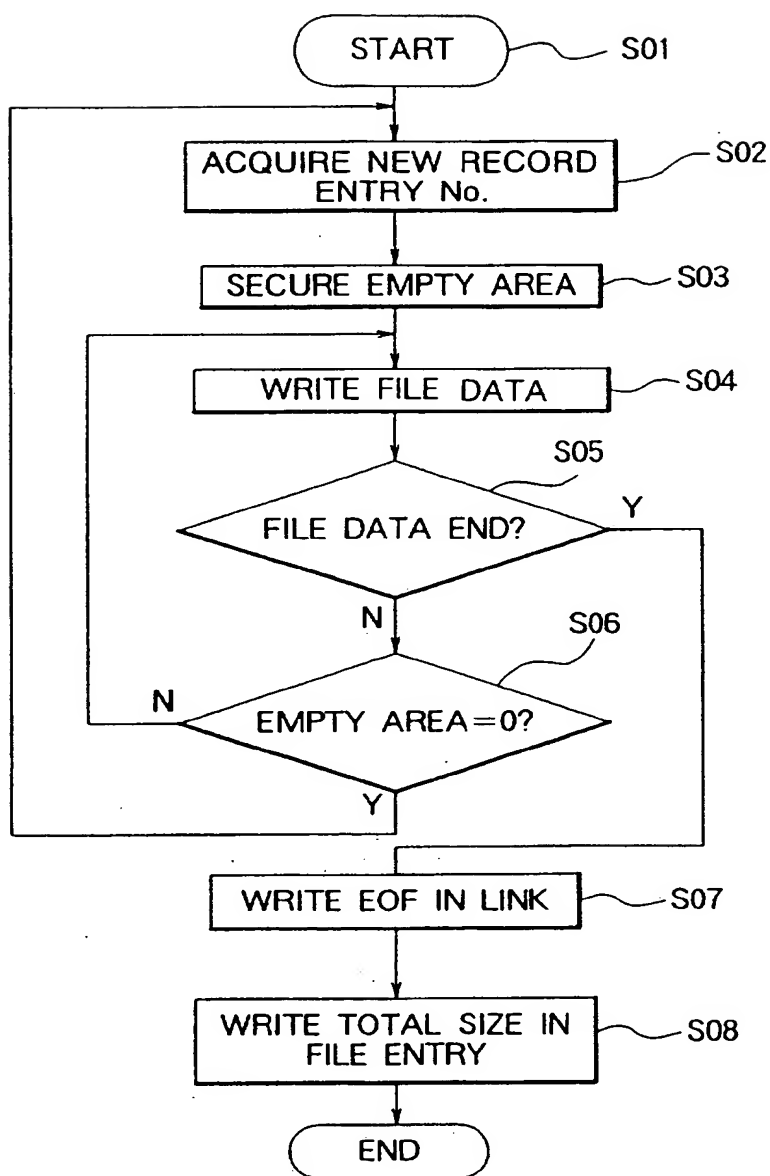 START
S01
ACQUIRE NEW RECORD
ENTRY No.
S02
SECURE EMPTY AREA
S03
WRITE FILE DATA
S04
S05
FILE DATA END?
Y
N
S06
N
EMPTY AREA=0?
Y
WRITE EOF IN LINK
S07
WRITE TOTAL SIZE IN
FILE ENTRY
S08
END